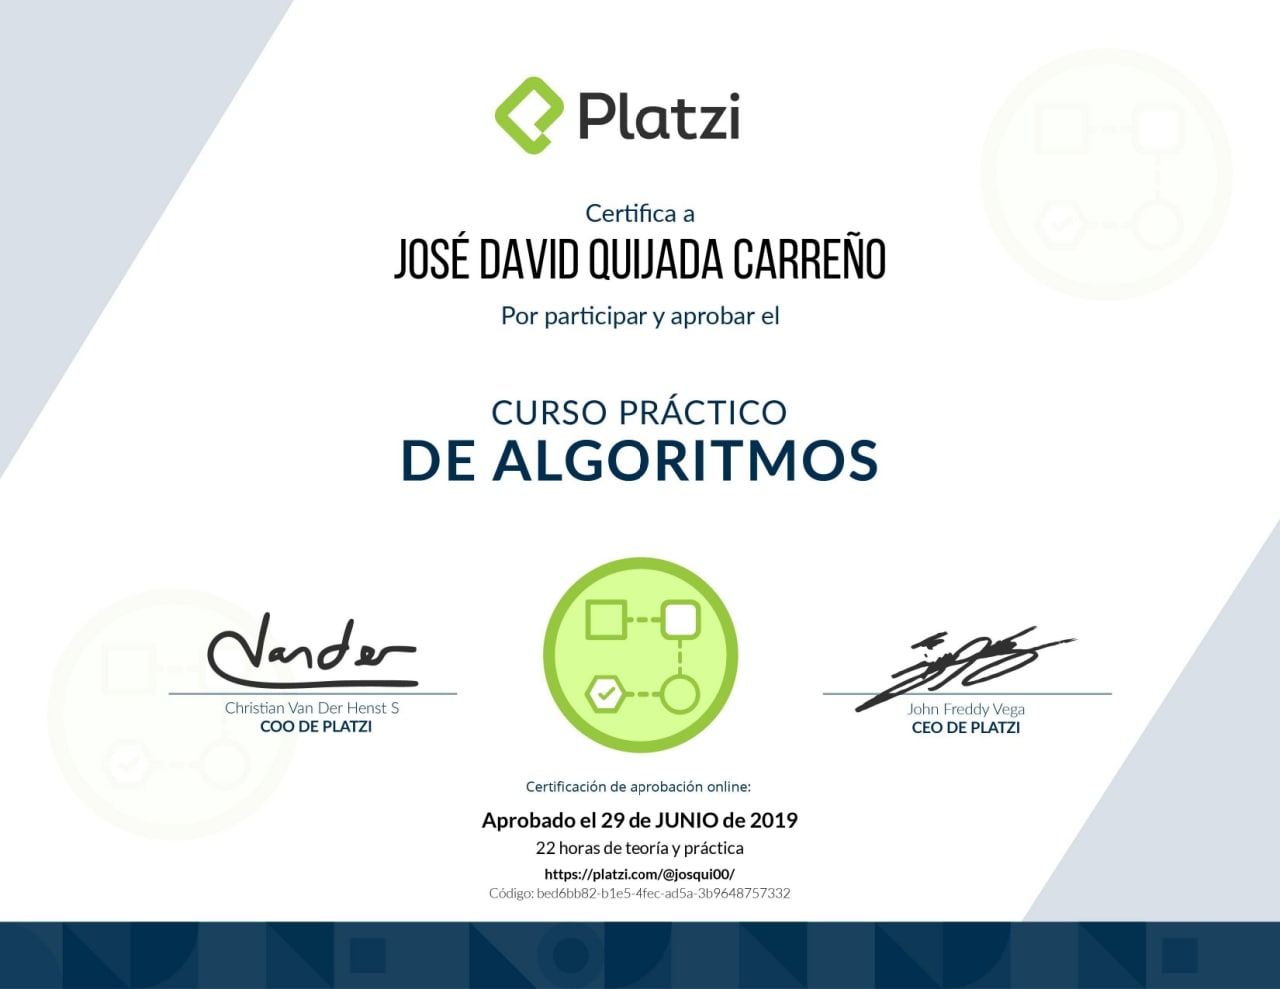 Platzi
Certifica a
JOSÉ DAVID QUIJADA CARREÑO
Por participar y aprobar el
CURSO PRÁCTICO
DE ALGORITMOS
Vander
Christian Van Der Henst S
COO DE PLATZI
John Freddy Vega
CEO DE PLATZI
Certificación de aprobación online:
Aprobado el 29 de JUNIO de 2019
22 horas de teoría y práctica
https://platzi.com/@josqui00/
Código: bed6bb82-b1e5-4fec-ad5a-3b9648757332